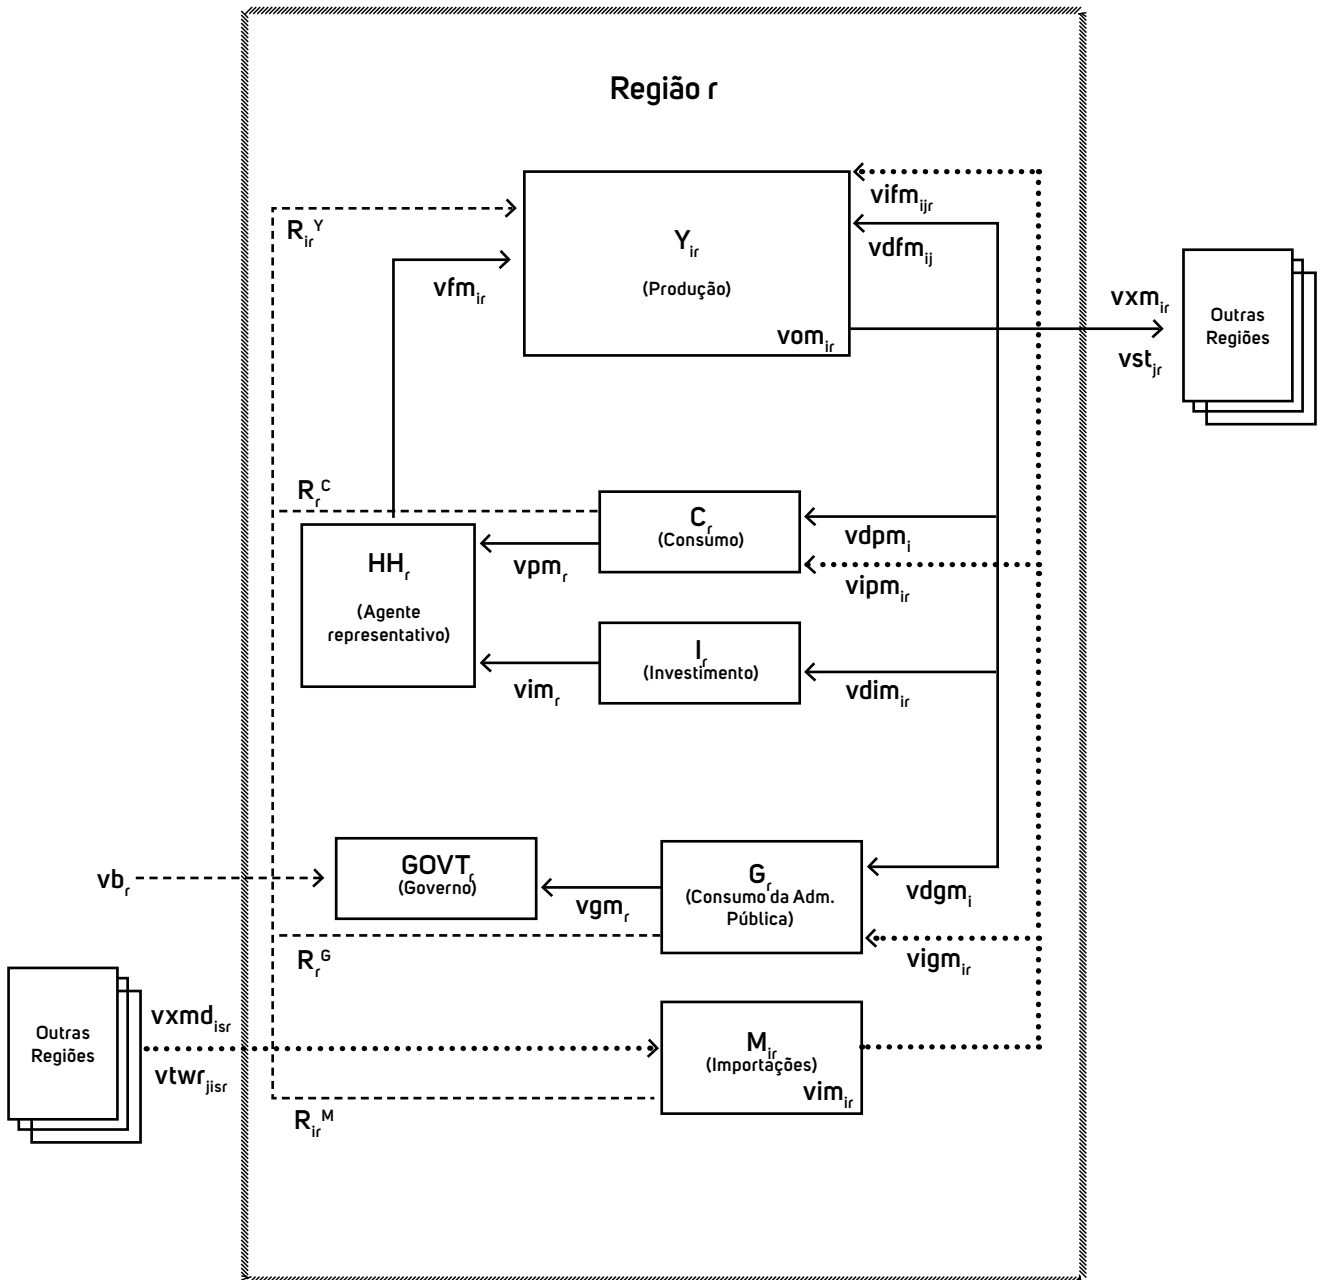 Região r
R_ir^Y
vfm_ir
Y_ir
(Produção)
vom_ir
vifm_ijr
vdfm_ij
vxm_ir
vst_jr
Outras
Regiões
R_r^C
HH_r
(Agente
representativo)
vpm_r
vim_r
C_r
(Consumo)
vdpm_i
vipm_ir
I_r
(Investimento)
vdim_ir
vb_r
GOVT_r
(Governo)
vgm_r
G_r
(Consumo da Adm.
Pública)
vdgm_i
vigm_ir
R_r^G
Outras
Regiões
vxmd_isr
vtwr_jisr
M_ir
(Importações)
vim_ir
R_ir^M